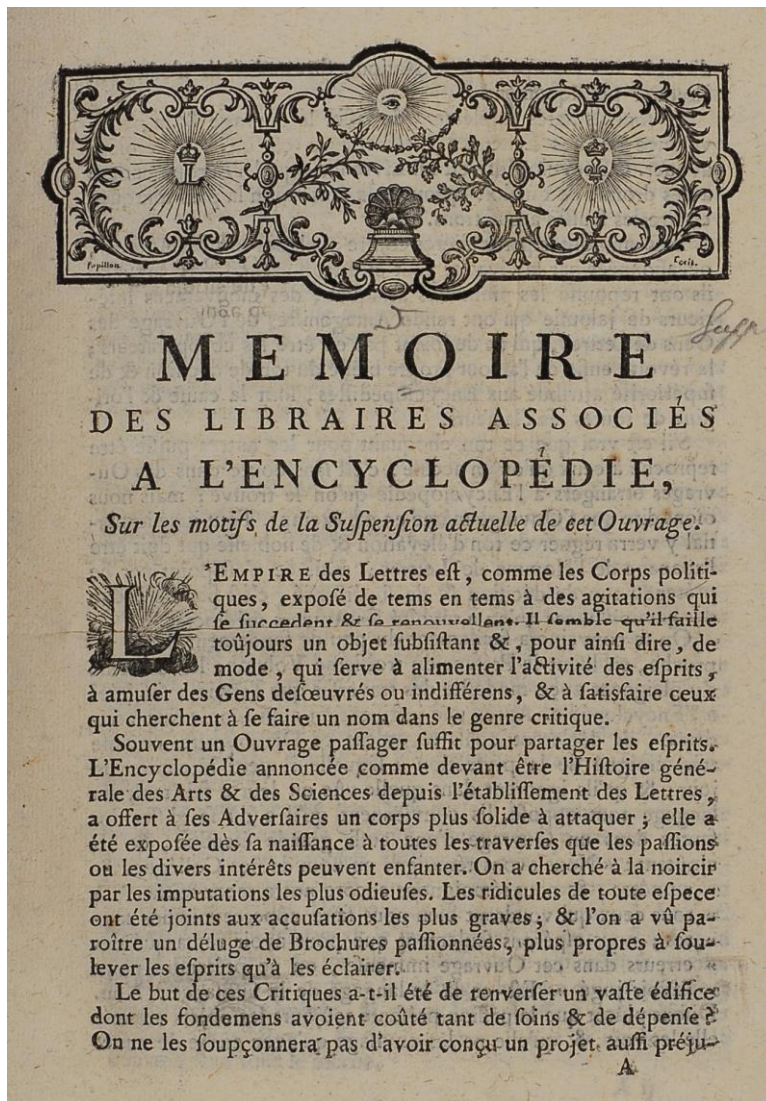 L
Papillon
MEMOIRE
DES LIBRAIRES ASSOCIÉS
A L'ENCYCLOPÉDIE,
Sur les motifs de la Suſpenſion actuelle de cet Ouvrage.
L'EMPIRE des Lettres eſt, comme les Corps politi-
ques, expoſé de tems en tems à des agitations qui
ſe ſuccedent & ſe renouvellent. Il ſemble qu'il faille
toûjours un objet ſubſiſtant &, pour ainſi dire, de
mode, qui ſerve à alimenter l'activité des eſprits,
à amuſer des Gens deſœuvrés ou indifférens, & à ſatisfaire ceux
qui cherchent à ſe faire un nom dans le genre critique.
Souvent un Ouvrage paſſager ſuffit pour partager les eſprits.
L'Encyclopédie annoncée comme devant être l'Hiſtoire géné-
rale des Arts & des Sciences depuis l'établiſſement des Lettres,
a offert à ſes Adverſaires un corps plus ſolide à attaquer; elle a
été expoſée dès ſa naiſſance à toutes les traverſes que les paſſions
ou les divers intérêts peuvent enfanter. On a cherché à la noircir
par les imputations les plus odieuſes. Les ridicules de toute eſpece
ont été joints aux accuſations les plus graves; & l'on a vû pa-
roître un déluge de Brochures paſſionnées, plus propres à ſou-
lever les eſprits qu'à les éclairer.
Le but de ces Critiques a-t-il été de renverſer un vaſte édifice
dont les fondemens avoient coûté tant de ſoins & de dépenſe?
On ne les ſoupçonnera pas d'avoir conçu un projet auſſi préju-
A